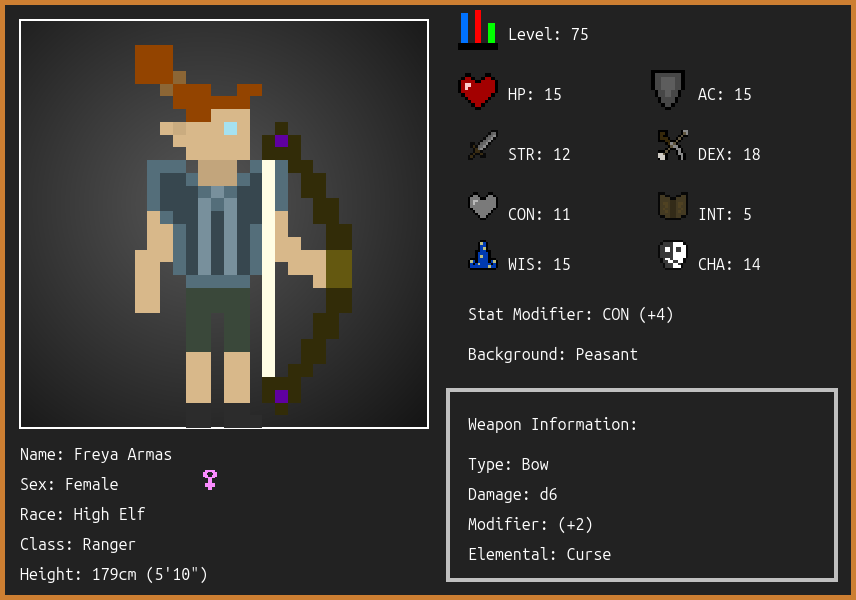 Level: 75
HP: 15
AC: 15
STR: 12
DEX: 18
CON: 11
INT: 5
WIS: 15
CHA: 14
Stat Modifier: CON (+4)
Background: Peasant
Weapon Information:
Type: Bow
Damage: d6
Modifier: (+2)
Elemental: Curse
Name: Freya Armas
Sex: Female
Race: High Elf
Class: Ranger
Height: 179cm (5'10")